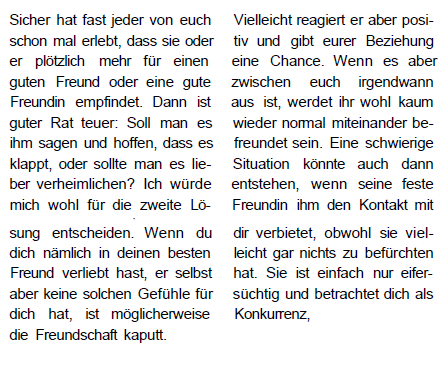 Sicher hat fast jeder von euch
schon mal erlebt, dass sie oder
er plötzlich mehr für einen
guten Freund oder eine gute
Freundin empfindet. Dann ist
guter Rat teuer: Soll man es
ihm sagen und hoffen, dass es
klappt, oder sollte man es lie-
ber verheimlichen? Ich würde
mich wohl für die zweite Lö-
sung entscheiden. Wenn du
dich nämlich in deinen besten
Freund verliebt hast, er selbst
aber keine solchen Gefühle für
dich hat, ist möglicherweise
die Freundschaft kaputt.
Vielleicht reagiert er aber posi-
tiv und gibt eurer Beziehung
eine Chance. Wenn es aber
zwischen euch irgendwann
aus ist, werdet ihr wohl kaum
wieder normal miteinander be-
freundet sein. Eine schwierige
Situation könnte auch dann
entstehen, wenn seine feste
Freundin ihm den Kontakt mit
dir verbietet, obwohl sie viel-
leicht gar nichts zu befürchten
hat. Sie ist einfach nur eifer-
süchtig und betrachtet dich als
Konkurrenz,